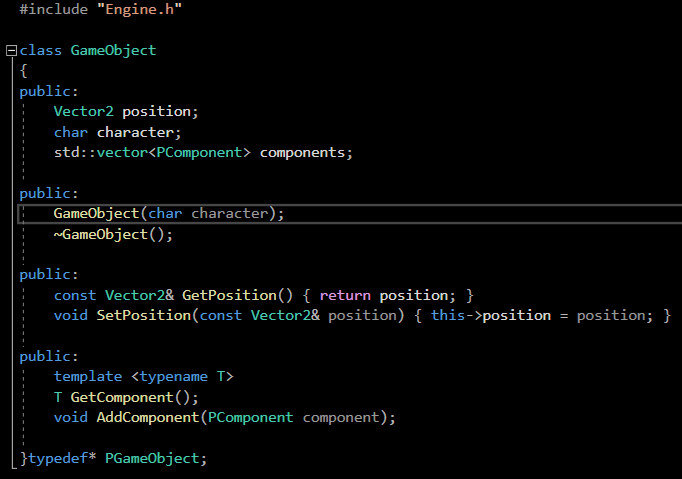 #include "Engine.h"
class GameObject
{
public:
Vector2 position;
char character;
std::vector<PComponent> components;
public:
GameObject(char character);
~GameObject();
public:
const Vector2& GetPosition() { return position; }
void SetPosition(const Vector2& position) { this->position = position; }
public:
template <typename T>
T GetComponent();
void AddComponent(PComponent component);
}typedef* PGameObject;